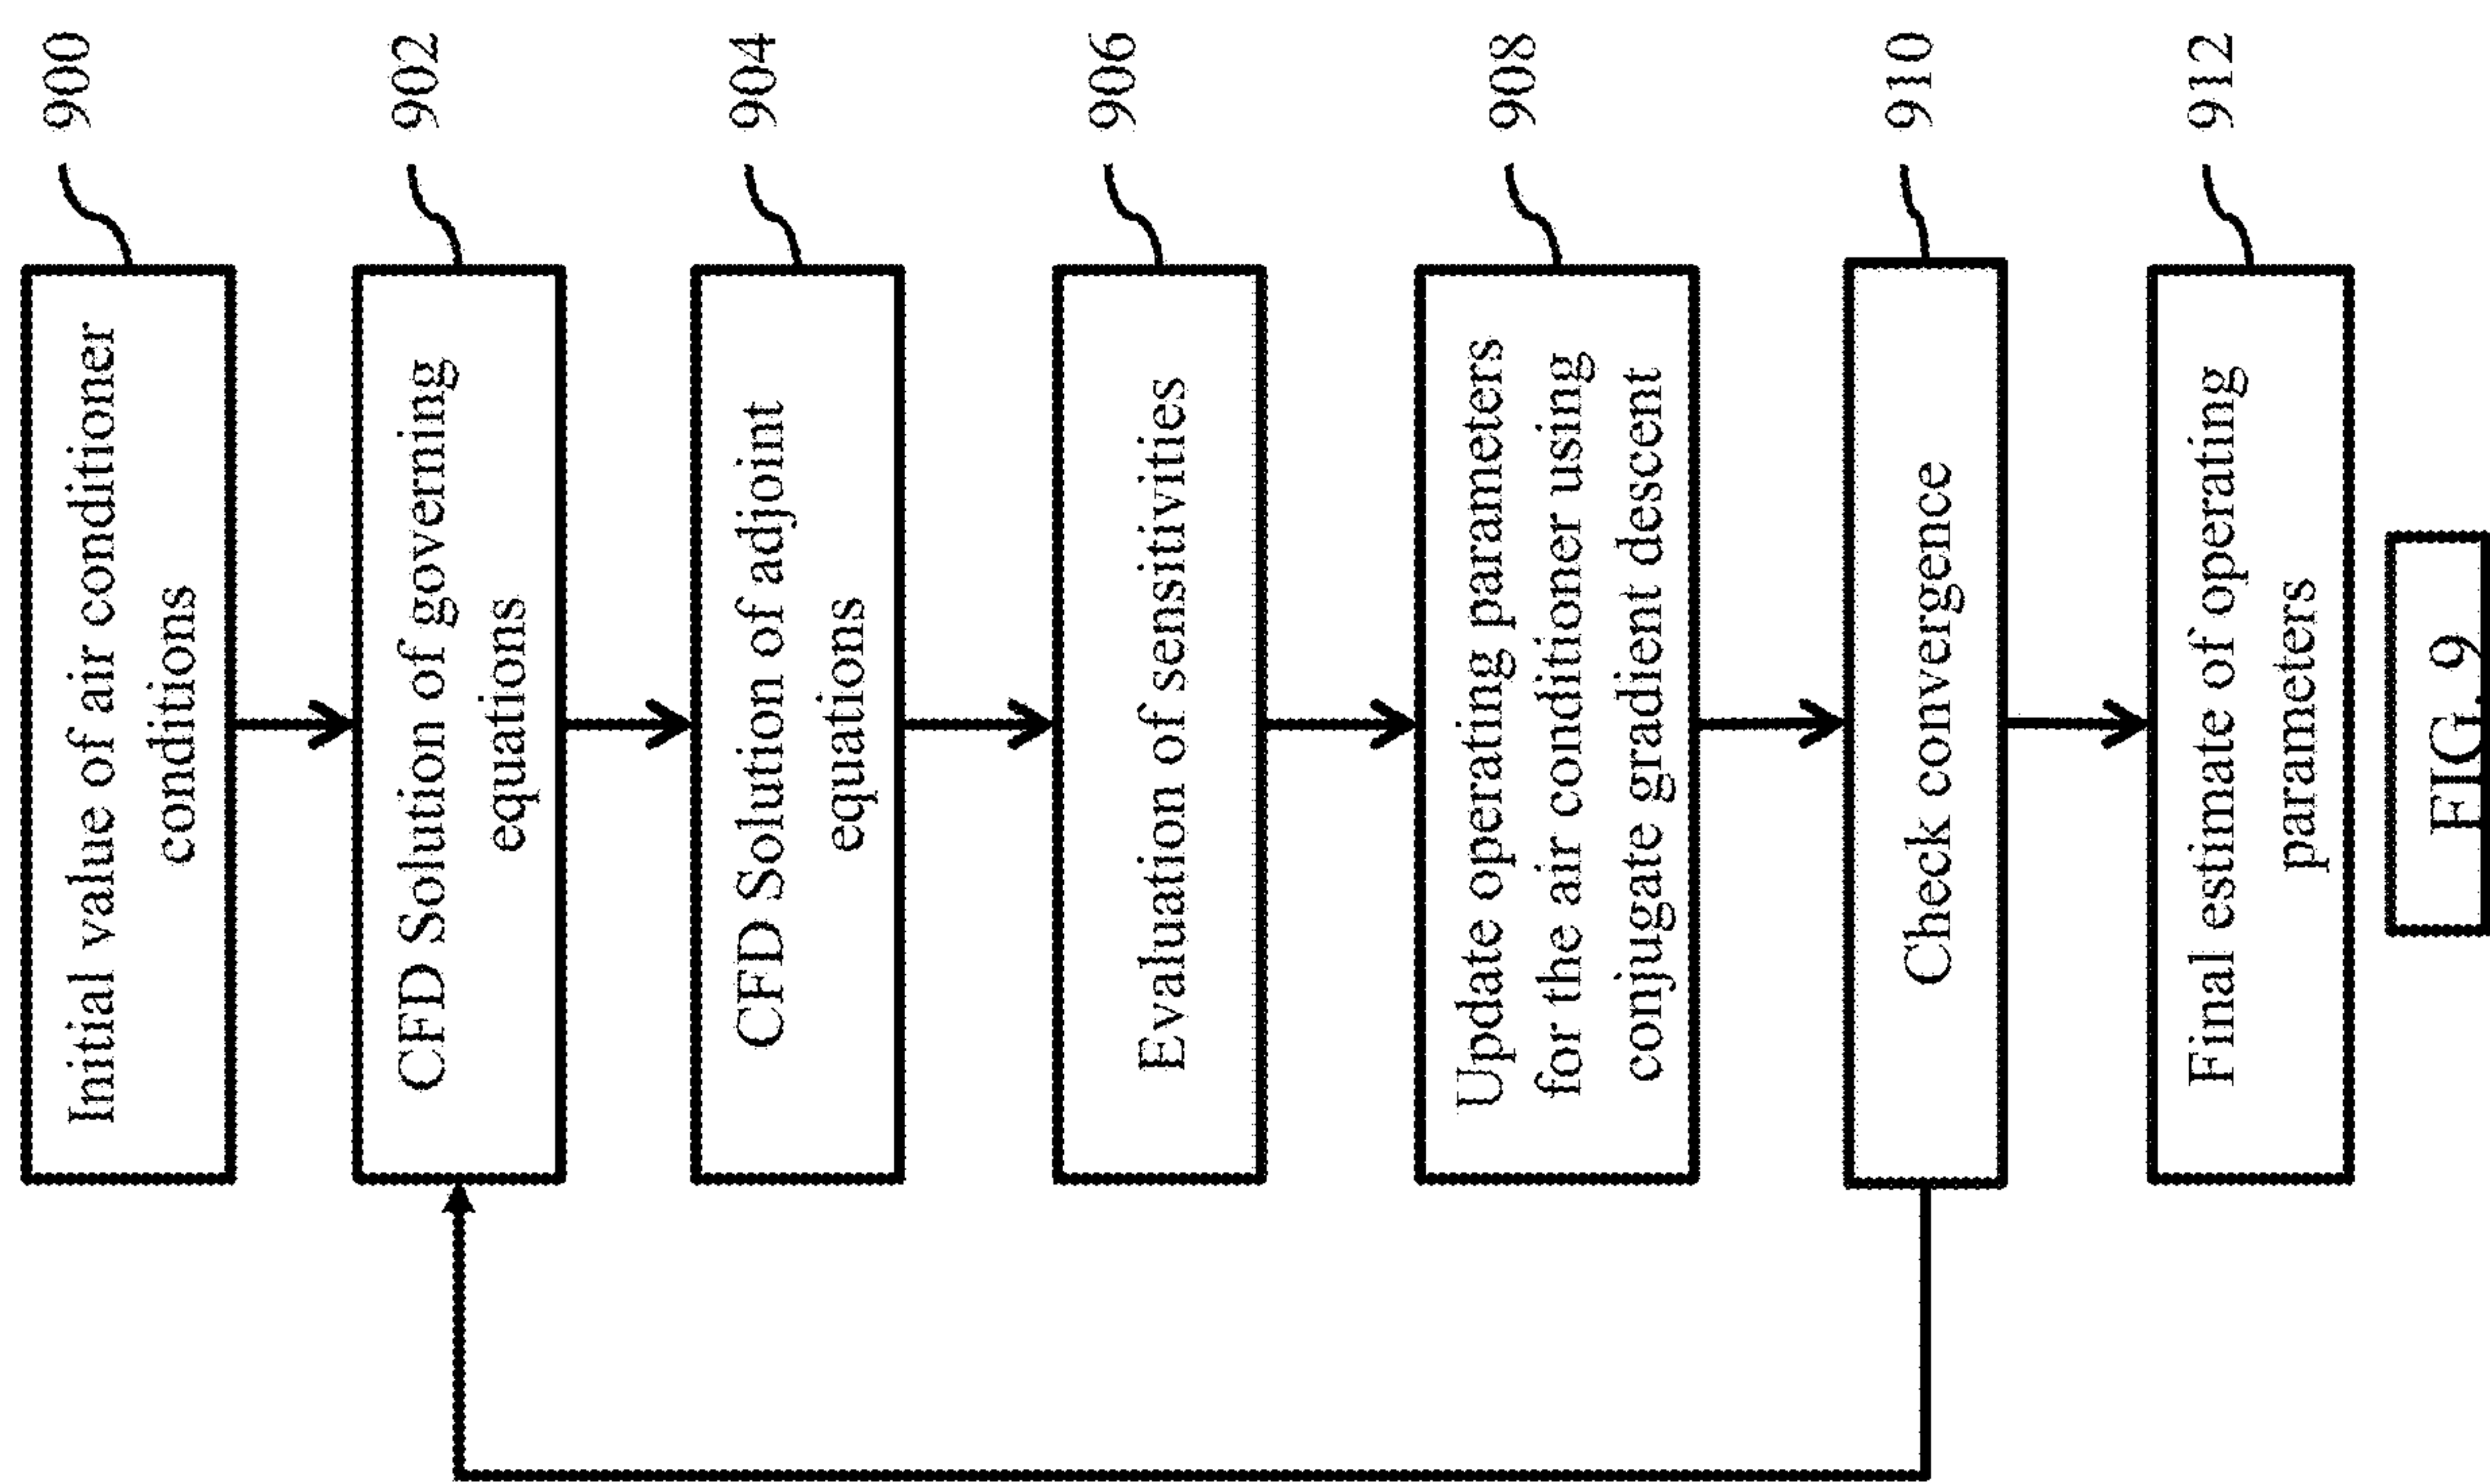 Initial value of air conditioner
conditions
900
CFD Solution of governing
equations
902
CFD Solution of adjoint
equations
904
Evaluation of sensitivities
906
Update operating parameters
for the air conditioner using
conjugate gradient descent
908
Check convergence
910
Final estimate of operating
parameters
912
FIG. 9